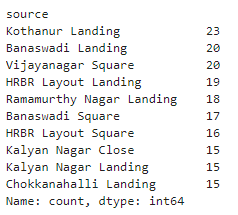 source
Kothanur Landing 23
Banaswadi Landing 20
Vijayanagar Square 20
HRBR Layout Landing 19
Ramamurthy Nagar Landing 18
Banaswadi Square 17
HRBR Layout Square 16
Kalyan Nagar Close 15
Kalyan Nagar Landing 15
Chokkanahalli Landing 15
Name: count, dtype: int64